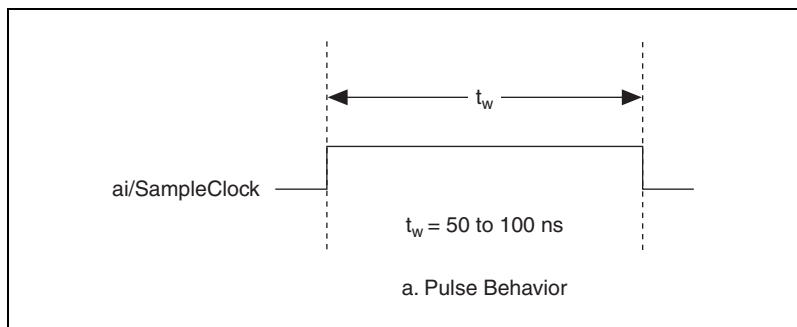 t_w
ai/SampleClock
t_w = 50 to 100 ns
a. Pulse Behavior